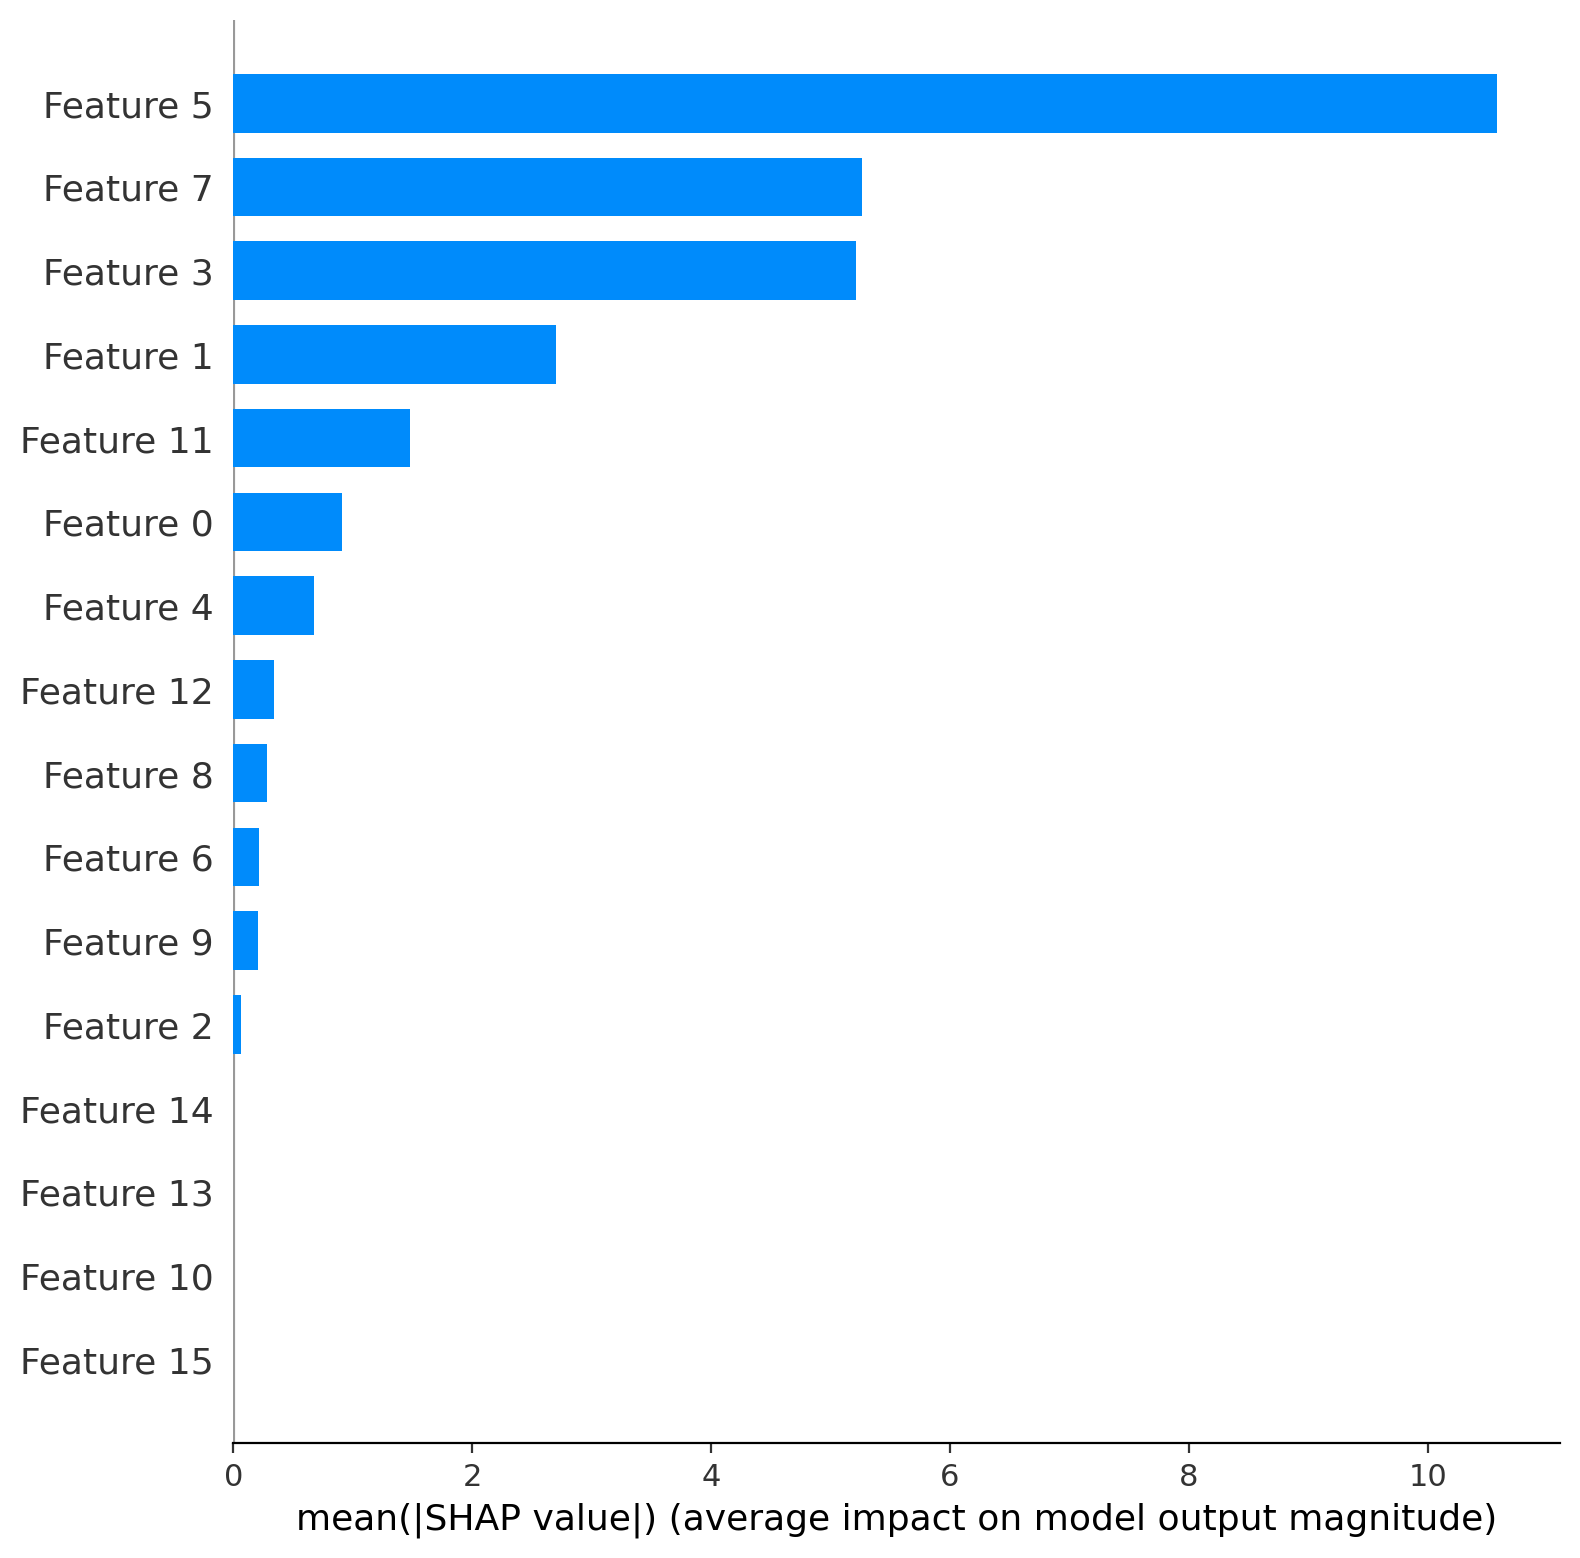 Feature 5
Feature 7
Feature 3
Feature 1
Feature 11
Feature 0
Feature 4
Feature 12
Feature 8
Feature 6
Feature 9
Feature 2
Feature 14
Feature 13
Feature 10
Feature 15
0 2 4 6 8 10
mean(|SHAP value|) (average impact on model output magnitude)